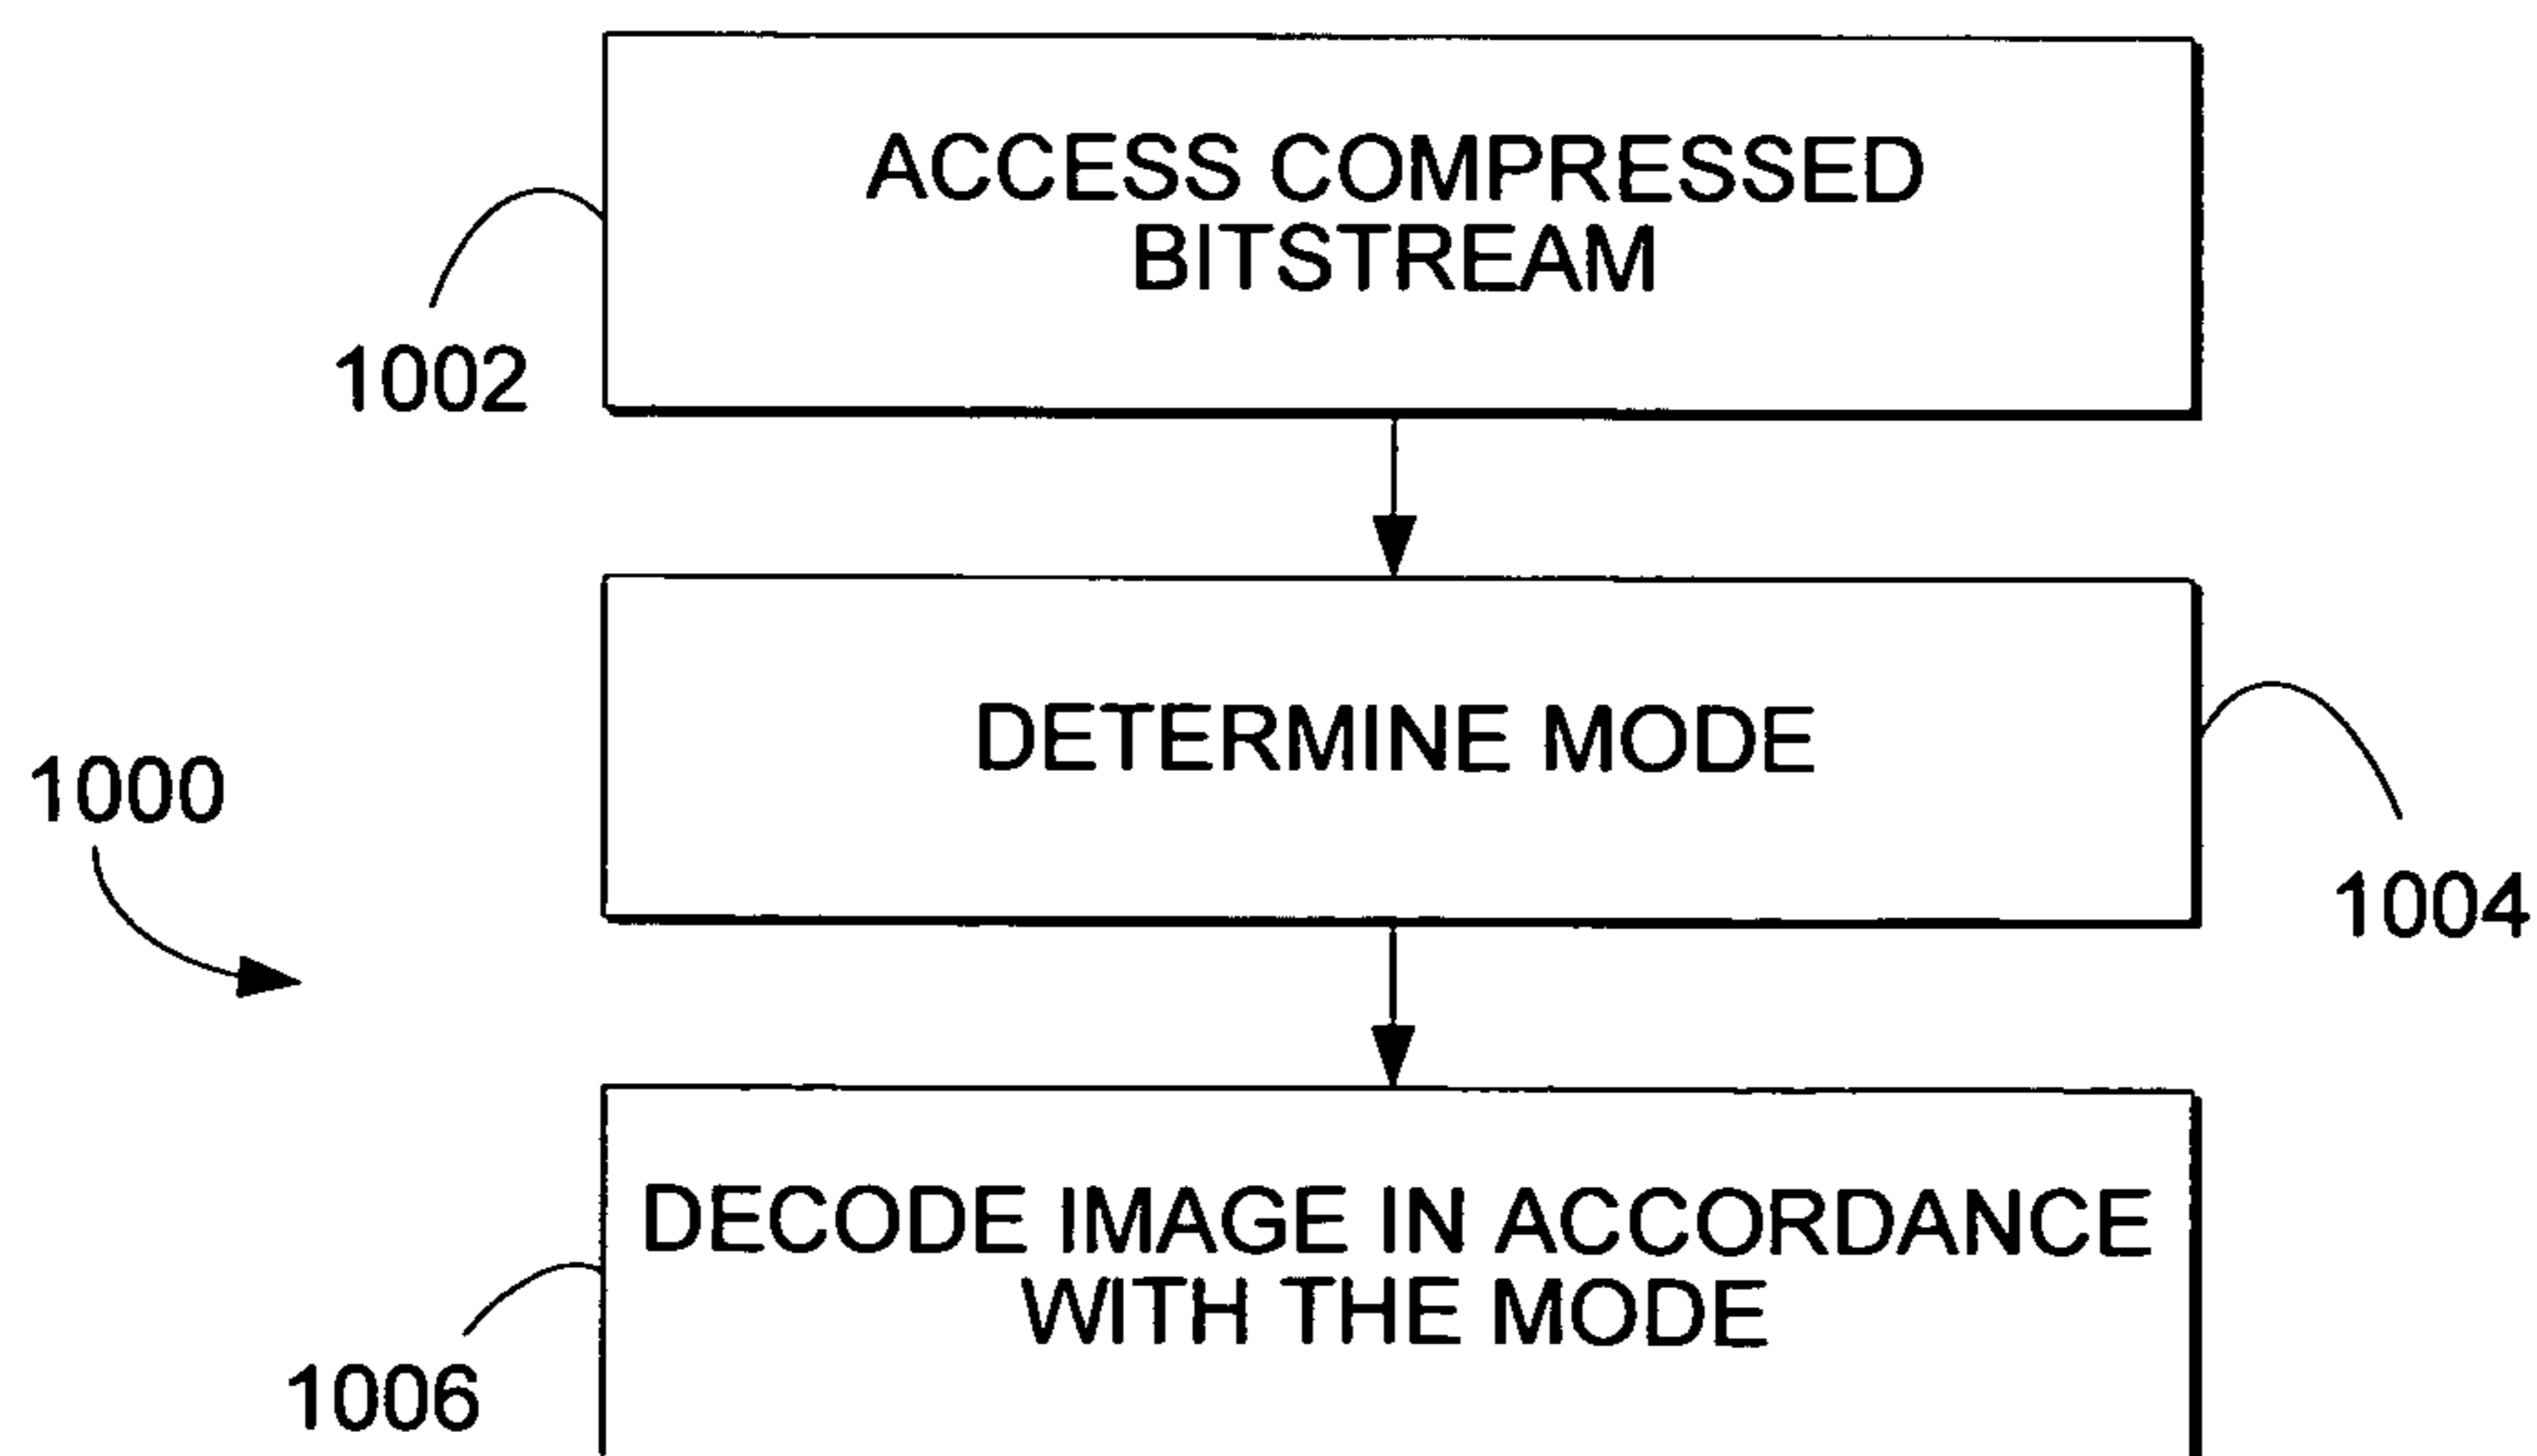 ACCESS COMPRESSED
BITSTREAM
1002
DETERMINE MODE
1000
1004
DECODE IMAGE IN ACCORDANCE
WITH THE MODE
1006